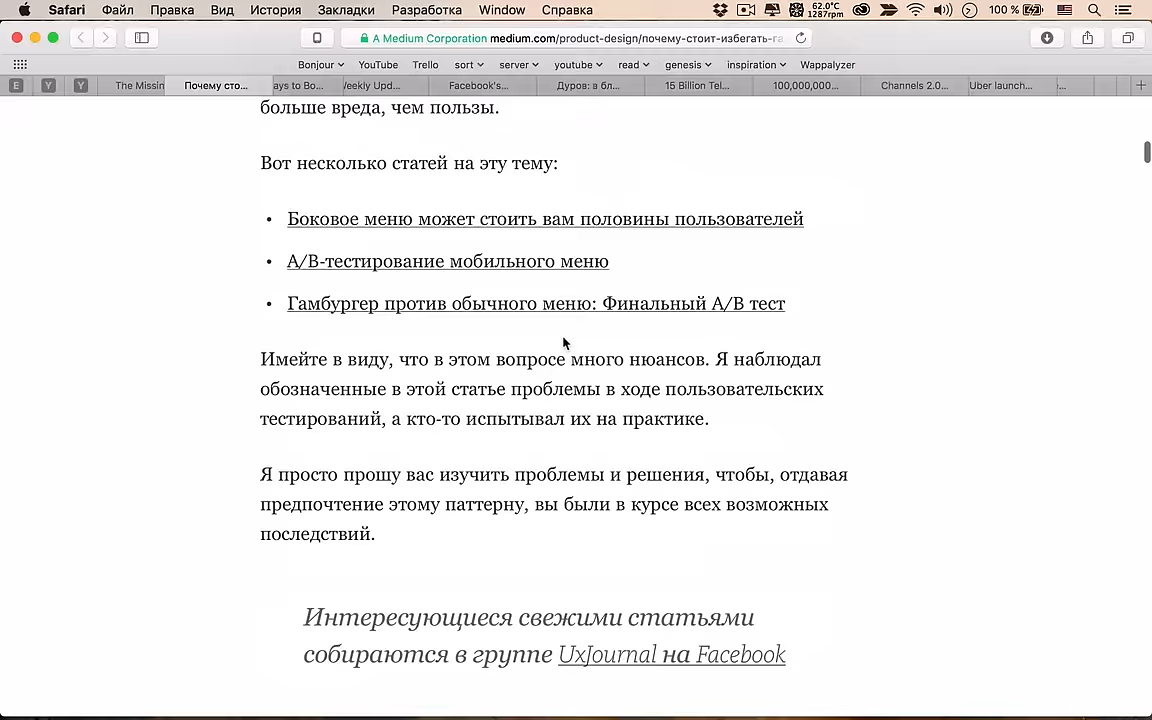 Safari Файл Правка Вид История Закладки Разработка Window Справка 62.0°C 1287rpm 100 %
A Medium Corporation medium.com/product-design/почему-стоит-избегать-га
Bonjour YouTube Trello sort server youtube read genesis inspiration Wappalyzer
E Y Y The Missin Почему сто... ays to Bo... Weekly Upd... Facebook's... Дуров: в бл... 15 Billion Tel... 100,000,000... Channels 2.0... Uber launch...
больше вреда, чем пользы.
Вот несколько статей на эту тему:
• Боковое меню может стоить вам половины пользователей
• A/B-тестирование мобильного меню
• Гамбургер против обычного меню: Финальный A/B тест
Имейте в виду, что в этом вопросе много нюансов. Я наблюдал
обозначенные в этой статье проблемы в ходе пользовательских
тестирований, а кто-то испытывал их на практике.
Я просто прошу вас изучить проблемы и решения, чтобы, отдавая
предпочтение этому паттерну, вы были в курсе всех возможных
последствий.
Интересующиеся свежими статьями
собираются в группе UxJournal на Facebook